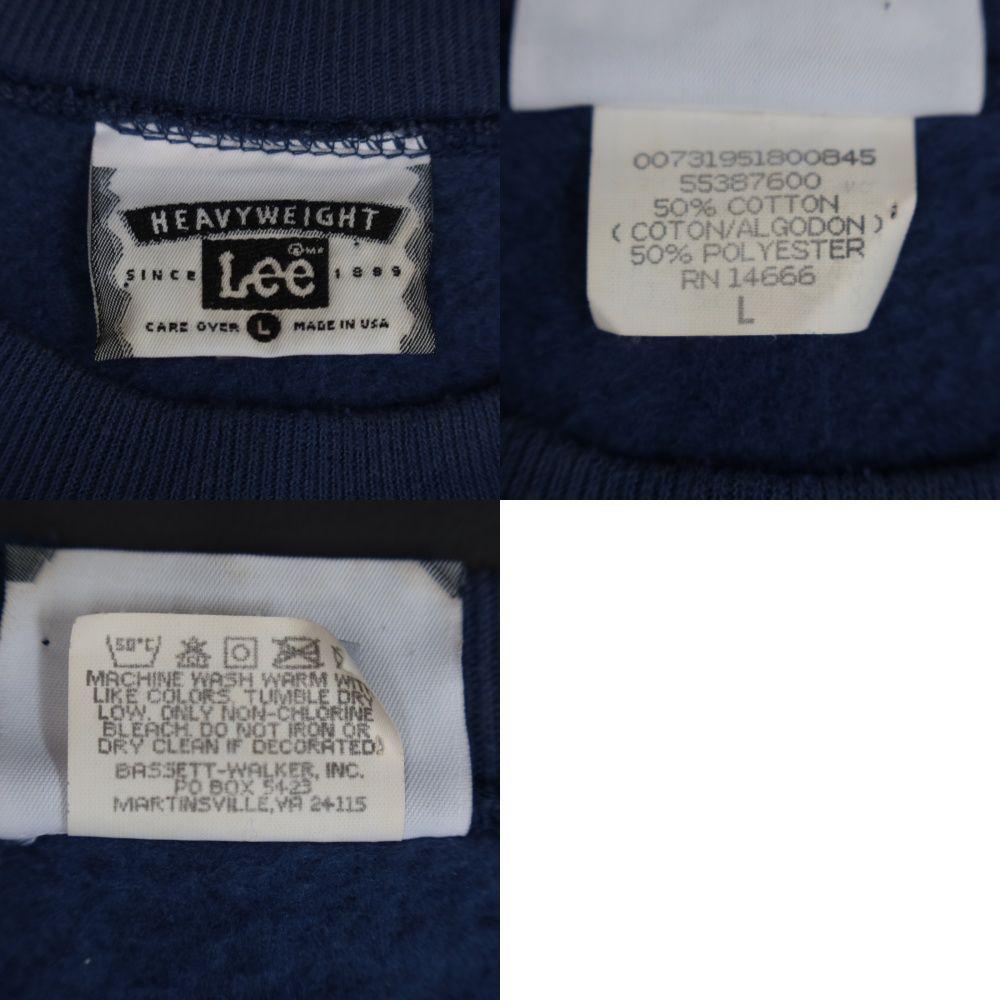 HEAVYWEIGHT
Lee ®MR
SINCE 1889
CARE OVER L MADE IN USA
00731951800845
55387600
50% COTTON
(COTON/ALGODON)
50% POLYESTER
RN 14666
L
50°C
MACHINE WASH WARM
LIKE COLORS. TUMBLE DRY
LOW. ONLY NON-CHLORINE
BLEACH. DO NOT IRON OR
DRY CLEAN IF DECORATED.
BASSETT-WALKER, INC.
PO BOX 5423
MARTINSVILLE, VA 24115